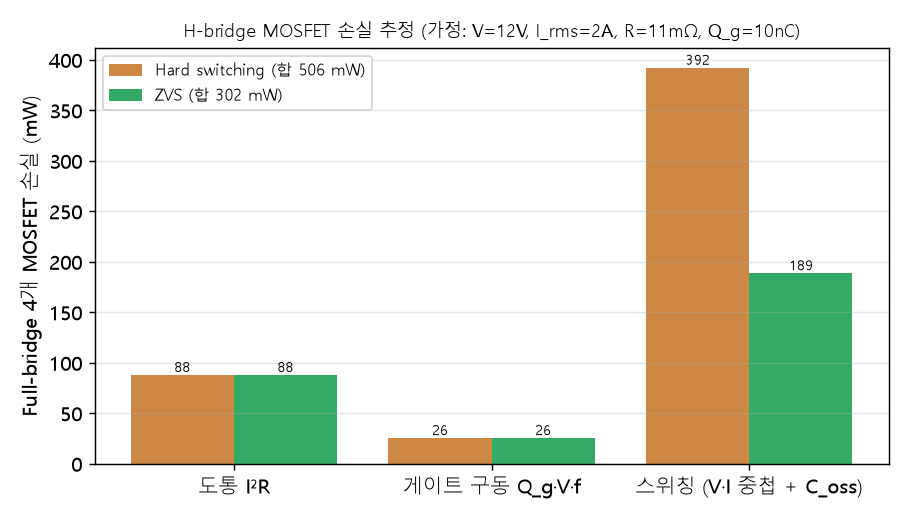 H-bridge MOSFET 손실 추정 (가정: V=12V, I_rms=2A, R=11mΩ, Q_g=10nC)
Full-bridge 4개 MOSFET 손실 (mW)
400
350
300
250
200
150
100
50
0
Hard switching (합 506 mW)
ZVS (합 302 mW)
88
88
26
26
392
189
도통 I²R
게이트 구동 Q_g·V·f
스위칭 (V·I 중첩 + C_oss)